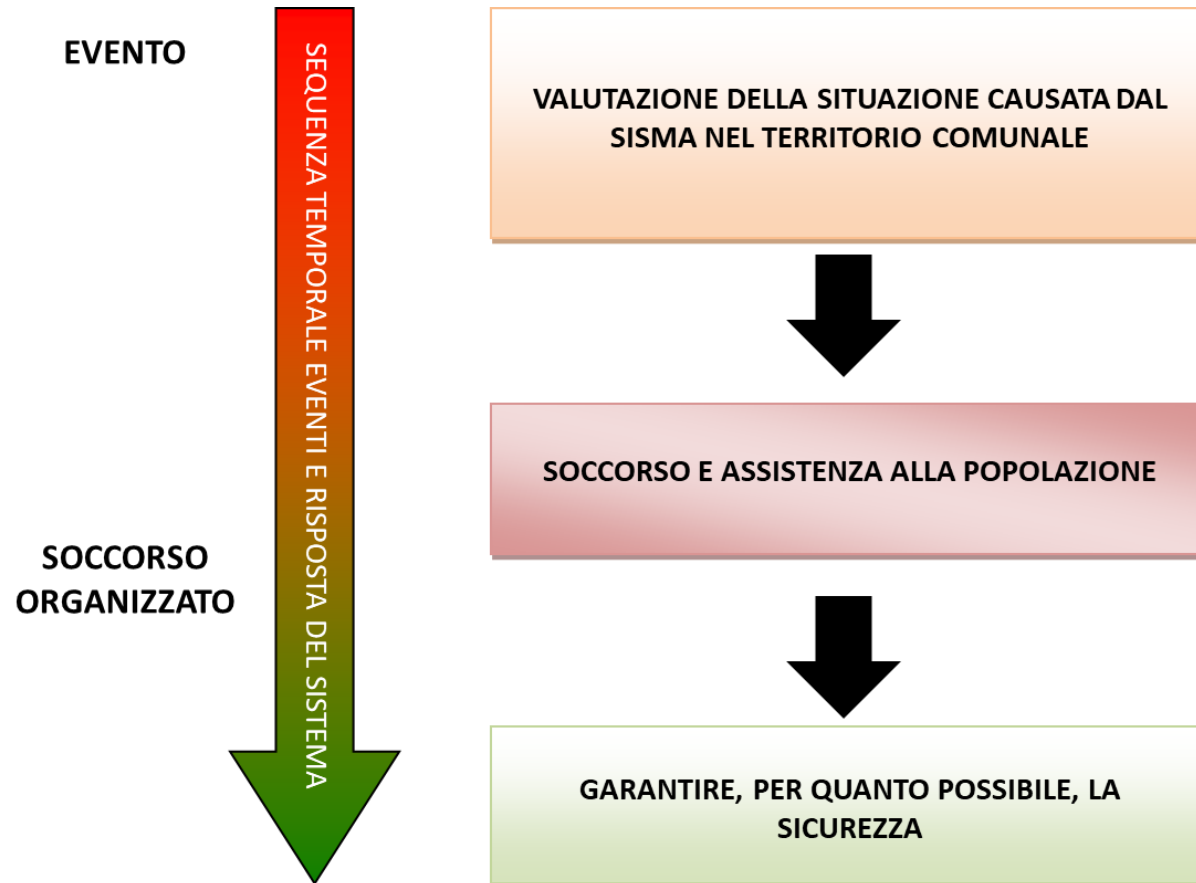 EVENTO
SEQUENZA TEMPORALE EVENTI E RISPOSTA DEL SISTEMA
SOCCORSO
ORGANIZZATO
VALUTAZIONE DELLA SITUAZIONE CAUSATA DAL
SISMA NEL TERRITORIO COMUNALE
SOCCORSO E ASSISTENZA ALLA POPOLAZIONE
GARANTIRE, PER QUANTO POSSIBILE, LA
SICUREZZA